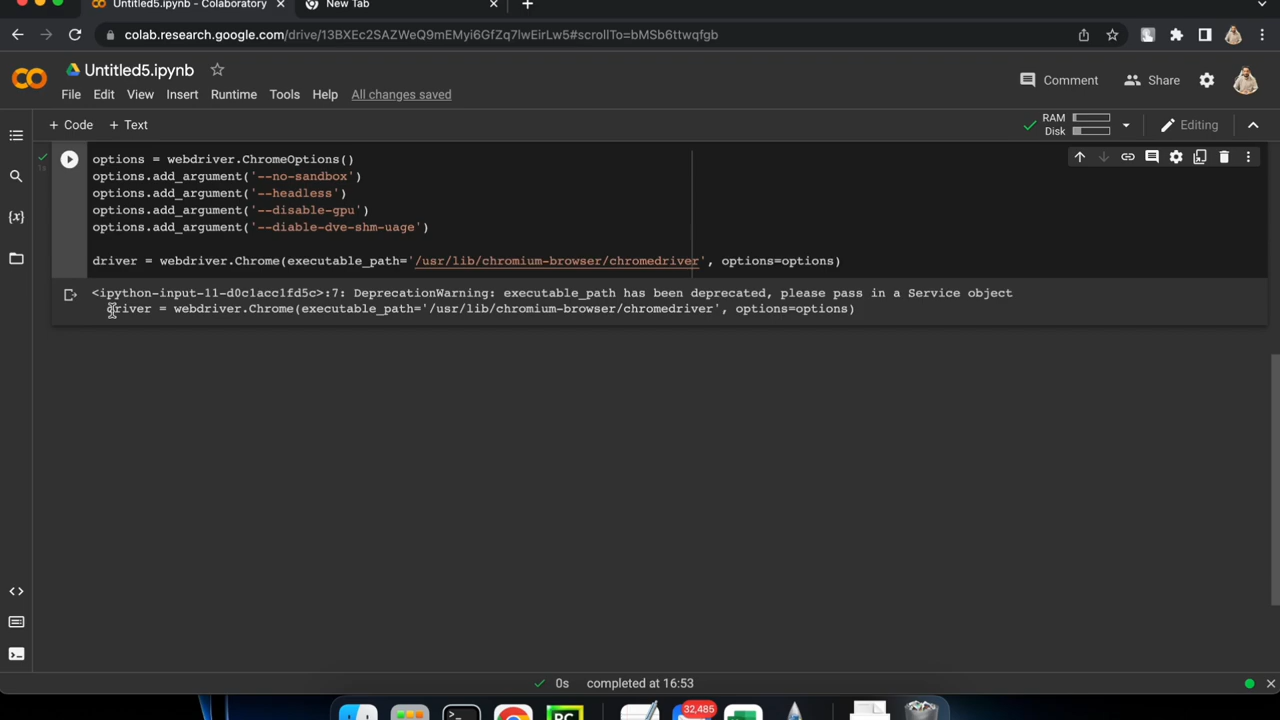 Untitled5.ipynb - Colaboratory
New Tab
colab.research.google.com/drive/13BXEc2SAZWeQ9mEMyi6GfZq7lwEirLw5#scrollTo=bMSb6ttwqfgb
Untitled5.ipynb
Comment
Share
File Edit View Insert Runtime Tools Help All changes saved
+ Code + Text
RAM
Disk
Editing
options = webdriver.ChromeOptions()
options.add_argument('--no-sandbox')
options.add_argument('--headless')
options.add_argument('--disable-gpu')
options.add_argument('--diable-dve-shm-uage')
driver = webdriver.Chrome(executable_path='/usr/lib/chromium-browser/chromedriver', options=options)
1s
{x}
<ipython-input-11-d0c1acc1fd5c>:7: DeprecationWarning: executable_path has been deprecated, please pass in a Service object
driver = webdriver.Chrome(executable_path='/usr/lib/chromium-browser/chromedriver', options=options)
0s completed at 16:53
32,485
PC